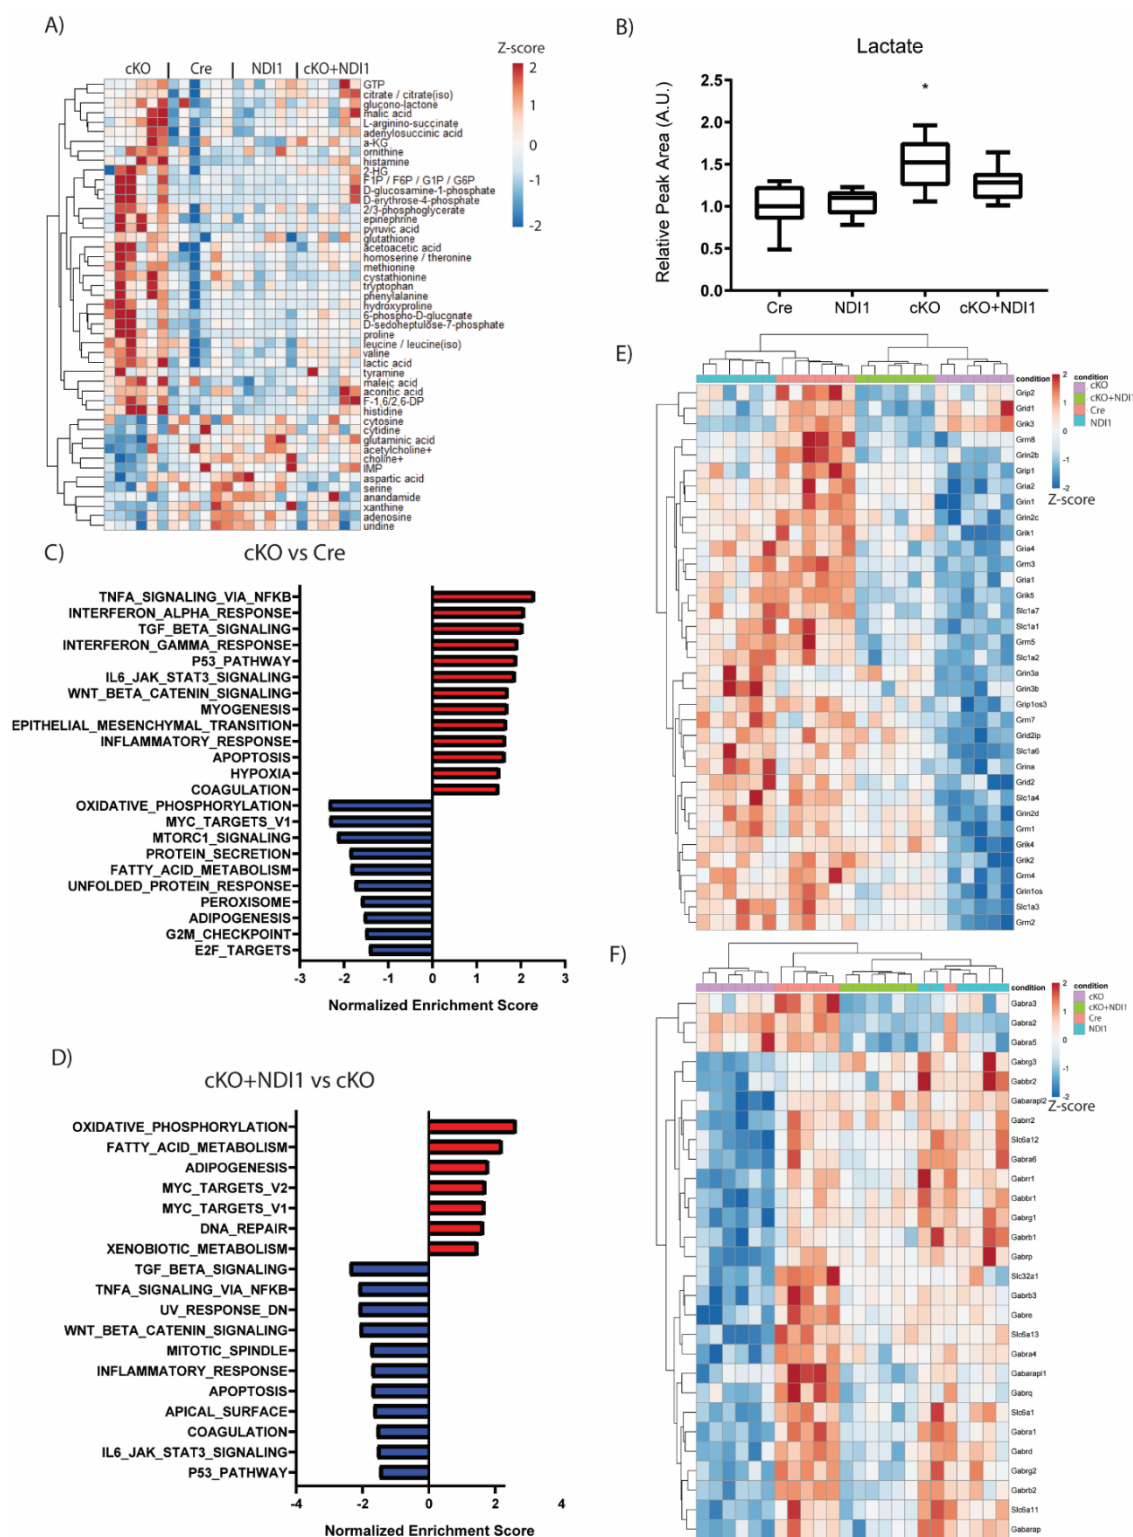 A)
Z-score
cKO
Cre
NDI1
cKO+NDI1
2
1
0
-1
-2
GTP
citrate / citrate(iso)
glucono-lactone
malic acid
L-arginino-succinate
adenylosuccinic acid
a-KG
ornithine
histamine
2-HG
F1P / F6P / G1P / G6P
D-glucosamine-1-phosphate
D-erythrose-4-phosphate
2/3-phosphoglycerate
epinephrine
pyruvic acid
glutathione
acetoacetic acid
homoserine / theronine
methionine
cystathionine
tryptophan
phenylalanine
hydroxyproline
6-phospho-D-gluconate
D-sedoheptulose-7-phosphate
proline
leucine / leucine(iso)
valine
lactic acid
tyramine
maleic acid
aconitic acid
F-1,6/2,6-DP
histidine
cytosine
cytidine
glutaminic acid
acetylcholine+
choline+
IMP
aspartic acid
serine
anandamide
xanthine
adenosine
uridine
B)
Lactate
Relative Peak Area (A.U.)
2.5
2.0
1.5
1.0
0.5
0.0
*
Cre
NDI1
cKO
cKO+NDI1
C)
cKO vs Cre
TNFA_SIGNALING_VIA_NFKB
INTERFERON_ALPHA_RESPONSE
TGF_BETA_SIGNALING
INTERFERON_GAMMA_RESPONSE
P53_PATHWAY
IL6_JAK_STAT3_SIGNALING
WNT_BETA_CATENIN_SIGNALING
MYOGENESIS
EPITHELIAL_MESENCHYMAL_TRANSITION
INFLAMMATORY_RESPONSE
APOPTOSIS
HYPOXIA
COAGULATION
OXIDATIVE_PHOSPHORYLATION
MYC_TARGETS_V1
MTORC1_SIGNALING
PROTEIN_SECRETION
FATTY_ACID_METABOLISM
UNFOLDED_PROTEIN_RESPONSE
PEROXISOME
ADIPOGENESIS
G2M_CHECKPOINT
E2F_TARGETS
-3 -2 -1 0 1 2 3
Normalized Enrichment Score
D)
cKO+NDI1 vs cKO
OXIDATIVE_PHOSPHORYLATION
FATTY_ACID_METABOLISM
ADIPOGENESIS
MYC_TARGETS_V2
MYC_TARGETS_V1
DNA_REPAIR
XENOBIOTIC_METABOLISM
TGF_BETA_SIGNALING
TNFA_SIGNALING_VIA_NFKB
UV_RESPONSE_DN
WNT_BETA_CATENIN_SIGNALING
MITOTIC_SPINDLE
INFLAMMATORY_RESPONSE
APOPTOSIS
APICAL_SURFACE
COAGULATION
IL6_JAK_STAT3_SIGNALING
P53_PATHWAY
-4 -2 0 2 4
Normalized Enrichment Score
E)
condition
cKO
cKO+NDI1
Cre
NDI1
2
1
0
-1
-2
Z-score
Grip2
Grid1
Grik3
Grm8
Grin2b
Grip1
Gria2
Grin1
Grin2c
Grik1
Gria4
Grm3
Gria1
Grik5
Slc1a7
Slc1a1
Grm5
Slc1a2
Grin3a
Grin3b
Grip1os3
Grm7
Grid2ip
Slc1a6
Grina
Grid2
Slc1a4
Grin2d
Grm1
Grik4
Grik2
Grm4
Grin1os
Slc1a3
Grm2
F)
condition
cKO
cKO+NDI1
Cre
NDI1
2
1
0
-1
-2
Z-score
Gabra3
Gabra2
Gabra5
Gabrg3
Gabbr2
Gabarapl2
Gabrr2
Slc6a12
Gabra6
Gabrr1
Gabbr1
Gabrg1
Gabrb1
Gabrp
Slc32a1
Gabrb3
Gabre
Slc6a13
Gabra4
Gabarapl1
Gabrq
Slc6a1
Gabra1
Gabrd
Gabrg2
Gabrb2
Slc6a11
Gabarap